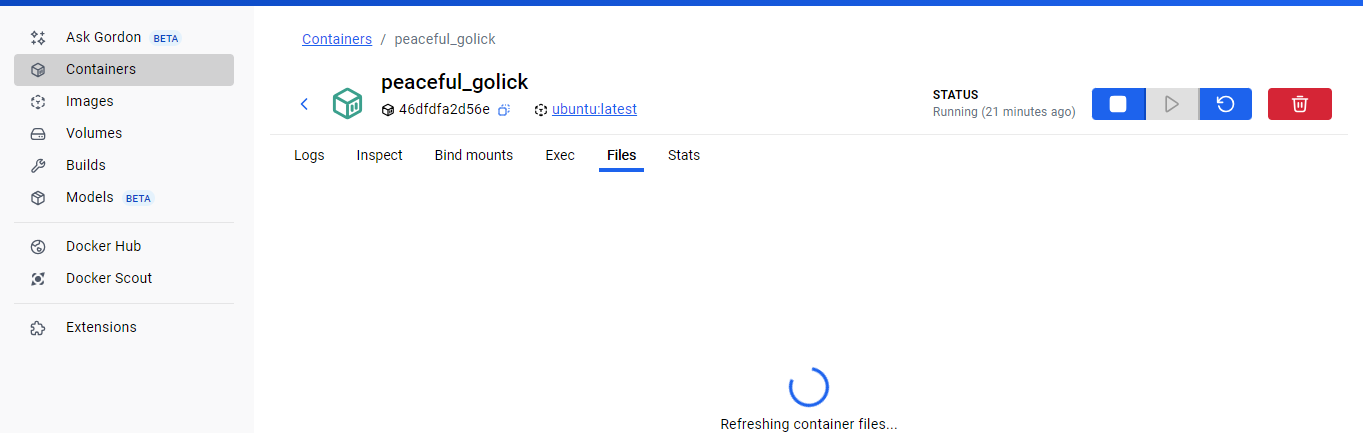 Ask Gordon BETA
Containers
Images
Volumes
Builds
Models BETA
Docker Hub
Docker Scout
Extensions
Containers / peaceful_golick
peaceful_golick
46dfdfa2d56e ubuntu:latest
STATUS
Running (21 minutes ago)
Logs Inspect Bind mounts Exec Files Stats
Refreshing container files...